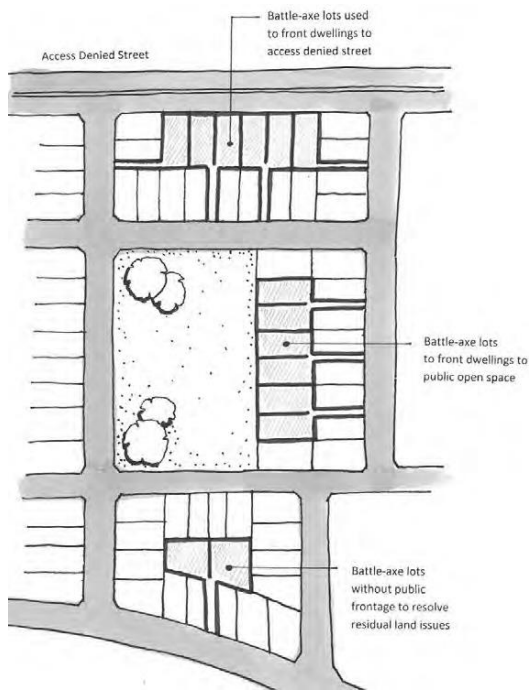 Battle-axe lots used
to front dwellings to
access denied street
Access Denied Street
Battle-axe lots
to front dwellings to
public open space
Battle-axe lots
without public
frontage to resolve
residual land issues